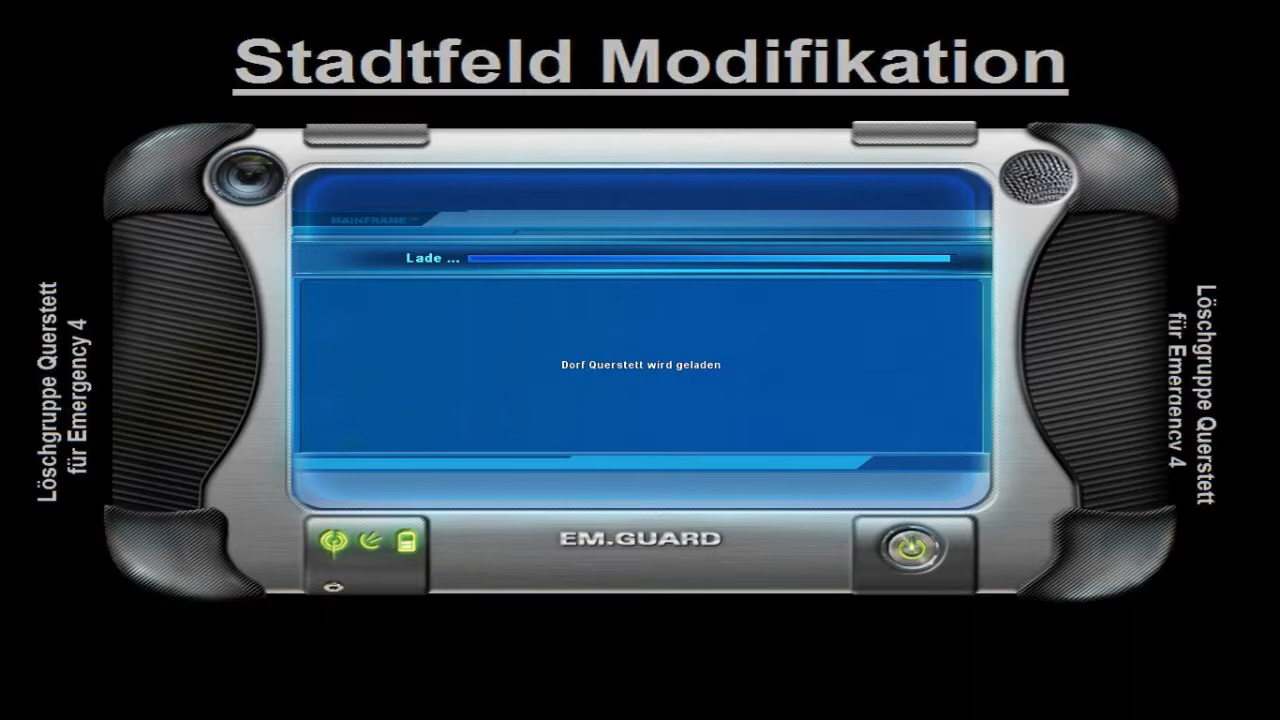 Stadtfeld Modifikation
MAINFRAME™
Lade ...
Dorf Querstett wird geladen
EM.GUARD
Löschgruppe Querstett
für Emergency 4
Löschgruppe Querstett
für Emergency 4